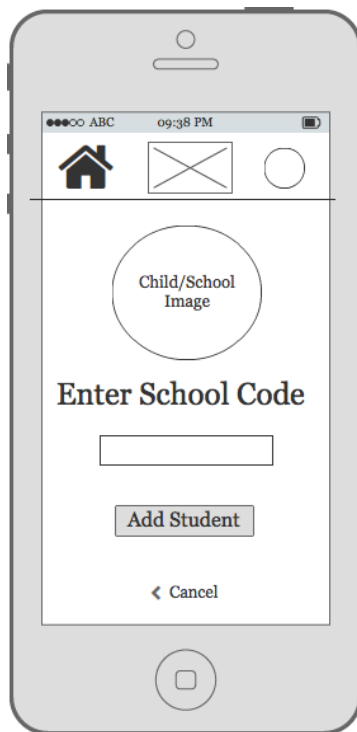 ABC 09:38 PM
Child/School
Image
Enter School Code
Add Student
Cancel